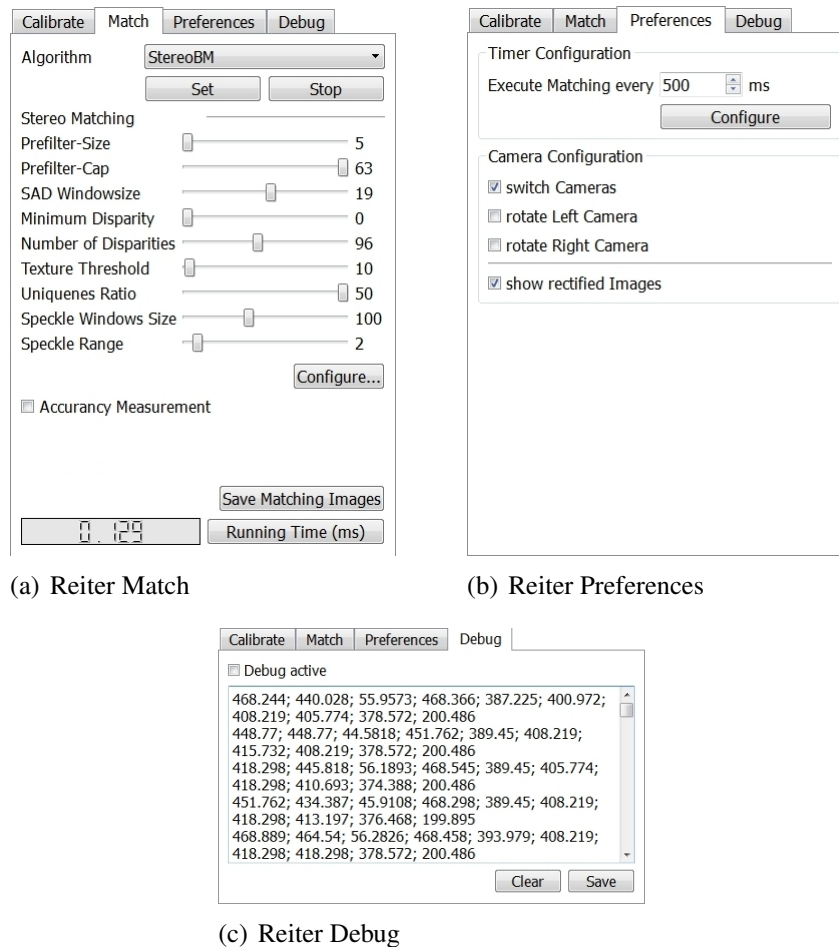 Calibrate Match Preferences Debug
Algorithm StereoBM
Set Stop
Stereo Matching
Prefilter-Size 5
Prefilter-Cap 63
SAD Windowsize 19
Minimum Disparity 0
Number of Disparities 96
Texture Threshold 10
Uniquenes Ratio 50
Speckle Windows Size 100
Speckle Range 2
Configure...
Accurancy Measurement
Save Matching Images
0.129 Running Time (ms)
(a) Reiter Match
Calibrate Match Preferences Debug
Timer Configuration
Execute Matching every 500 ms
Configure
Camera Configuration
switch Cameras
rotate Left Camera
rotate Right Camera
show rectified Images
(b) Reiter Preferences
Calibrate Match Preferences Debug
Debug active
468.244; 440.028; 55.9573; 468.366; 387.225; 400.972;
408.219; 405.774; 378.572; 200.486
448.77; 448.77; 44.5818; 451.762; 389.45; 408.219;
415.732; 408.219; 378.572; 200.486
418.298; 445.818; 56.1893; 468.545; 389.45; 405.774;
418.298; 410.693; 374.388; 200.486
451.762; 434.387; 45.9108; 468.298; 389.45; 408.219;
418.298; 413.197; 376.468; 199.895
468.889; 464.54; 56.2826; 468.458; 393.979; 408.219;
418.298; 418.298; 378.572; 200.486
Clear Save
(c) Reiter Debug